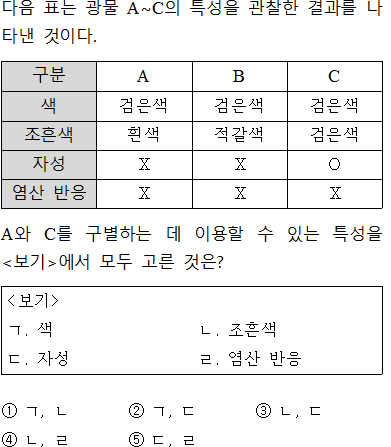 다음 표는 광물 A~C의 특성을 관찰한 결과를 나
타낸 것이다.
구분 A B C
색 검은색 검은색 검은색
조흔색 흰색 적갈색 검은색
자성 X X O
염산 반응 X X X
A와 C를 구별하는 데 이용할 수 있는 특성을
<보기>에서 모두 고른 것은?
<보기>
ㄱ. 색 ㄴ. 조흔색
ㄷ. 자성 ㄹ. 염산 반응
① ㄱ, ㄴ ② ㄱ, ㄷ ③ ㄴ, ㄷ
④ ㄴ, ㄹ ⑤ ㄷ, ㄹ